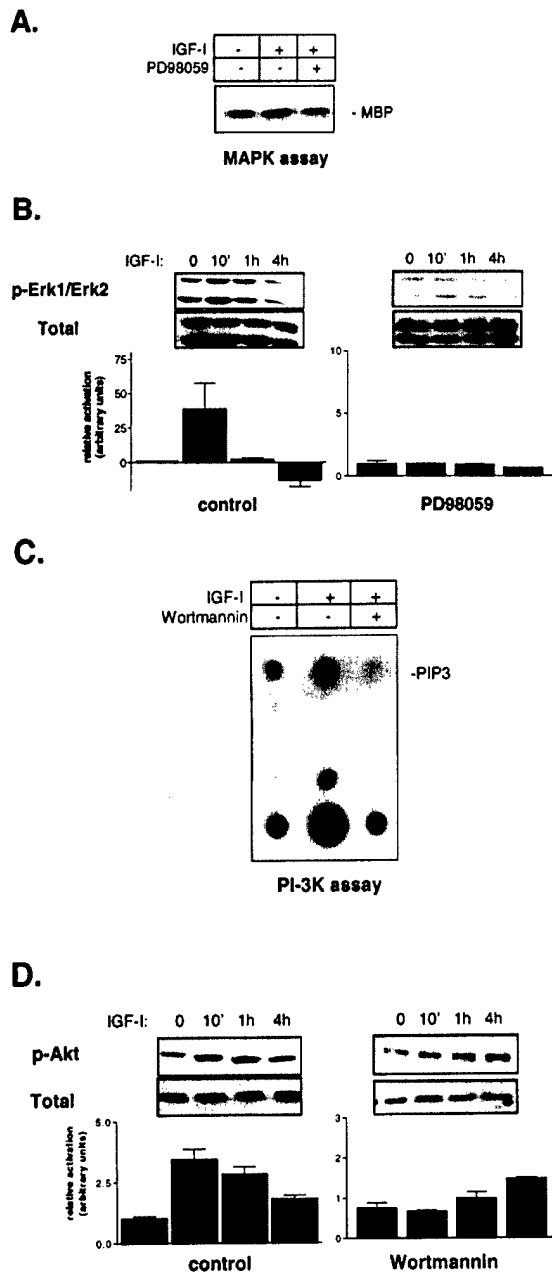 A.
IGF-I - + +
PD98059 - - +
- MBP
MAPK assay
B.
IGF-I: 0 10' 1h 4h
0 10' 1h 4h
p-Erk1/Erk2
Total
relative activation
(arbitrary units)
75
50
25
0
10
5
0
control
PD98059
C.
IGF-I - + +
Wortmannin - - +
-PIP3
PI-3K assay
D.
IGF-I: 0 10' 1h 4h
0 10' 1h 4h
p-Akt
Total
relative activation
(arbitrary units)
5.0
2.5
0.0
3
2
1
0
control
Wortmannin